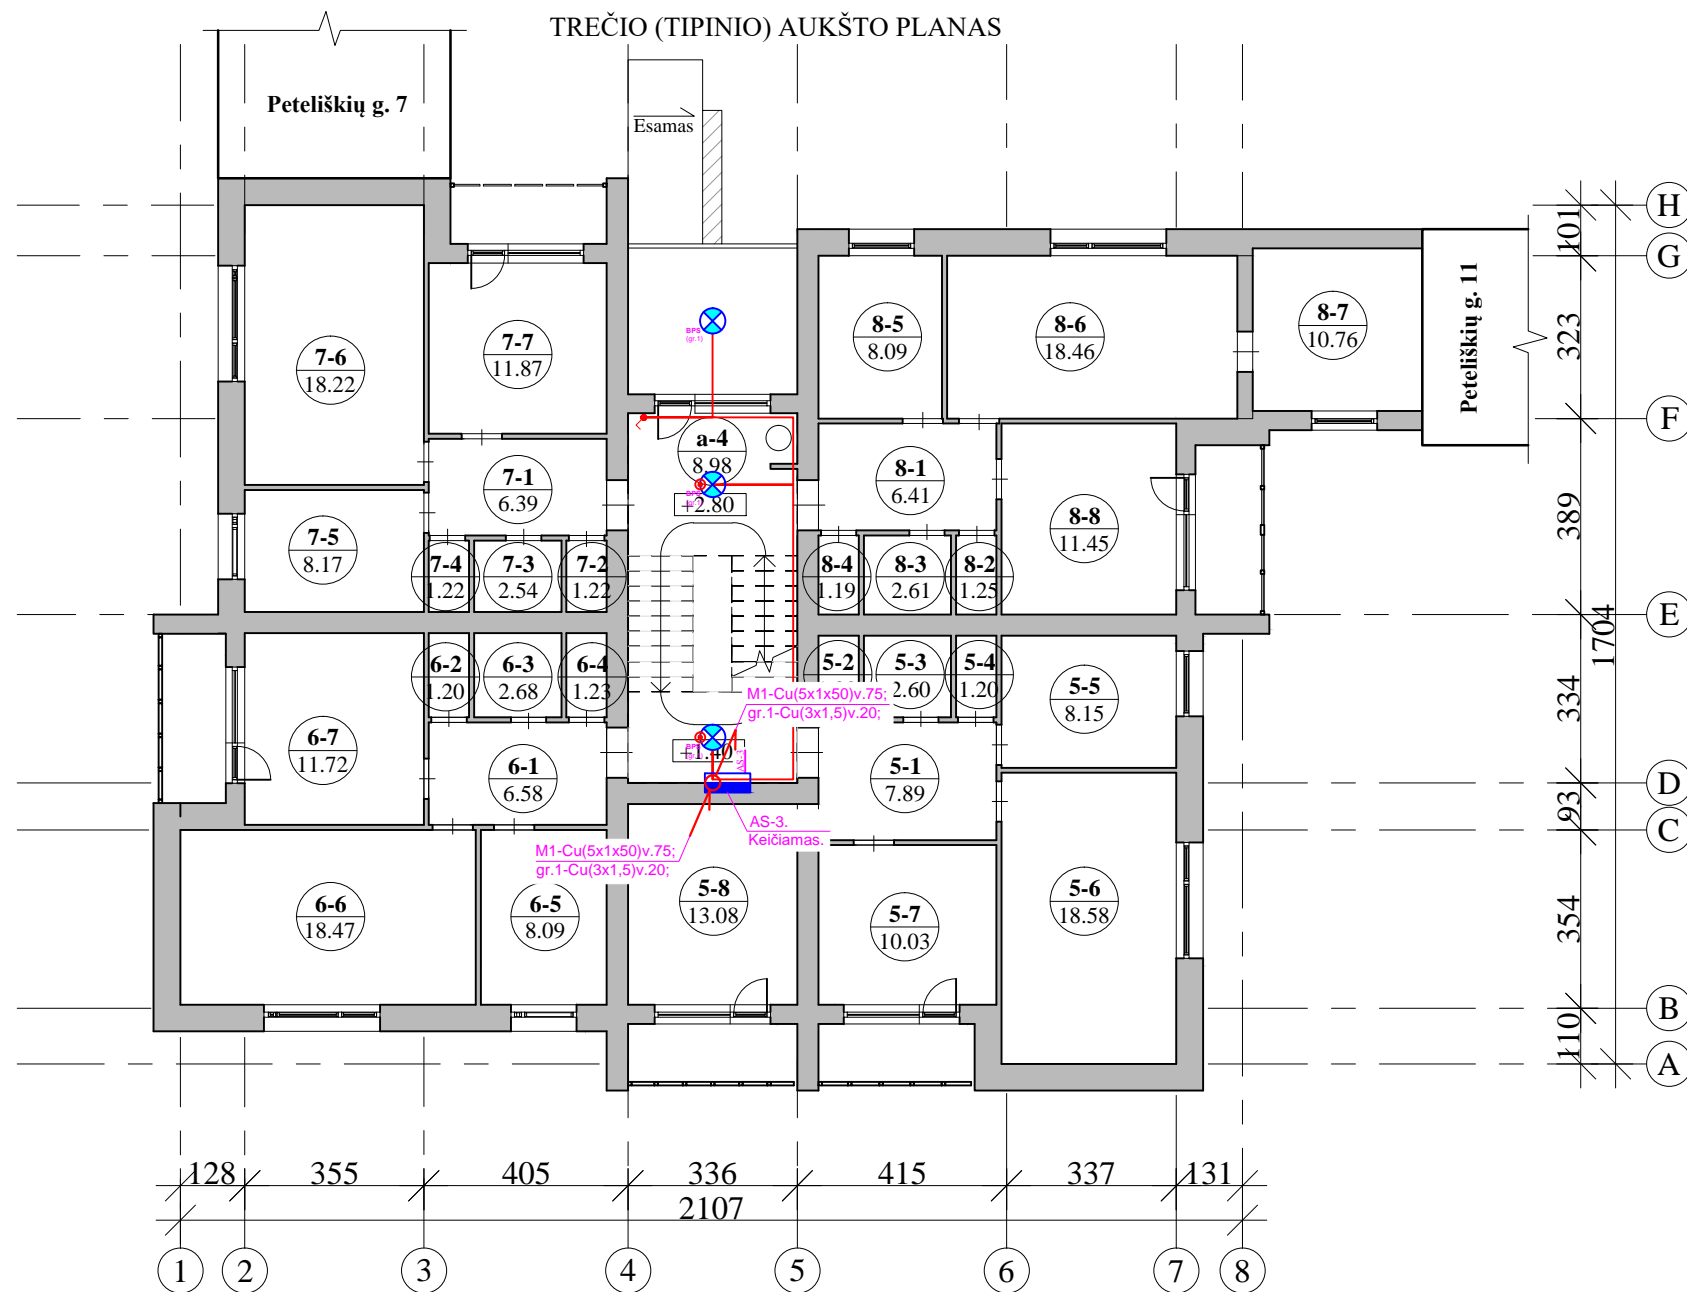 TREČIO (TIPINIO) AUKŠTO PLANAS
Peteliškių g. 7
Esamas
Peteliškių g. 11
7-6
18.22
7-7
11.87
8-5
8.09
8-6
18.46
8-7
10.76
BPS
(gr.1)
a-4
8.98
+2.80
7-1
6.39
8-1
6.41
7-5
8.17
8-8
11.45
7-4
1.22
7-3
2.54
7-2
1.22
8-4
1.19
8-3
2.61
8-2
1.25
6-2
1.20
6-3
2.68
6-4
1.23
5-2
5-3
2.60
5-4
1.20
5-5
8.15
M1-Cu(5x1x50)v.75;
gr.1-Cu(3x1,5)v.20;
BPS
+1.40
AS-3
6-7
11.72
6-1
6.58
5-1
7.89
AS-3.
Keičiamas.
M1-Cu(5x1x50)v.75;
gr.1-Cu(3x1,5)v.20;
6-6
18.47
6-5
8.09
5-8
13.08
5-7
10.03
5-6
18.58
H
G
F
E
D
C
B
A
101
323
389
334
93
354
110
1704
128 355 405 336 415 337 131
2107
1 2 3 4 5 6 7 8